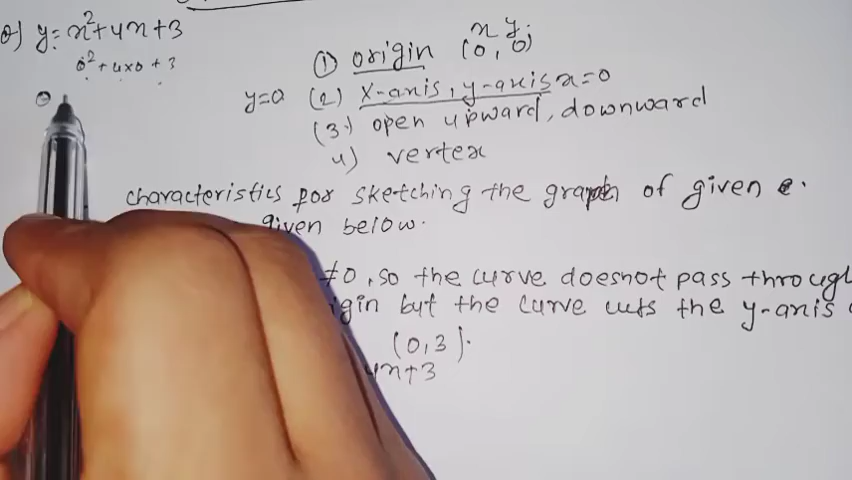 Q) y = x²+4x+3
0² + 4×0 + 3
x y
(1) origin (0, 0)
y=0 (2) x-axis, y-axis x=0
(3.) open upward, downward
4) vertex
characteristics for sketching the graph of given e.
given below.
≠0, so the curve doesnot pass through
but the curve cuts the y-axis
(0,3).
4x+3